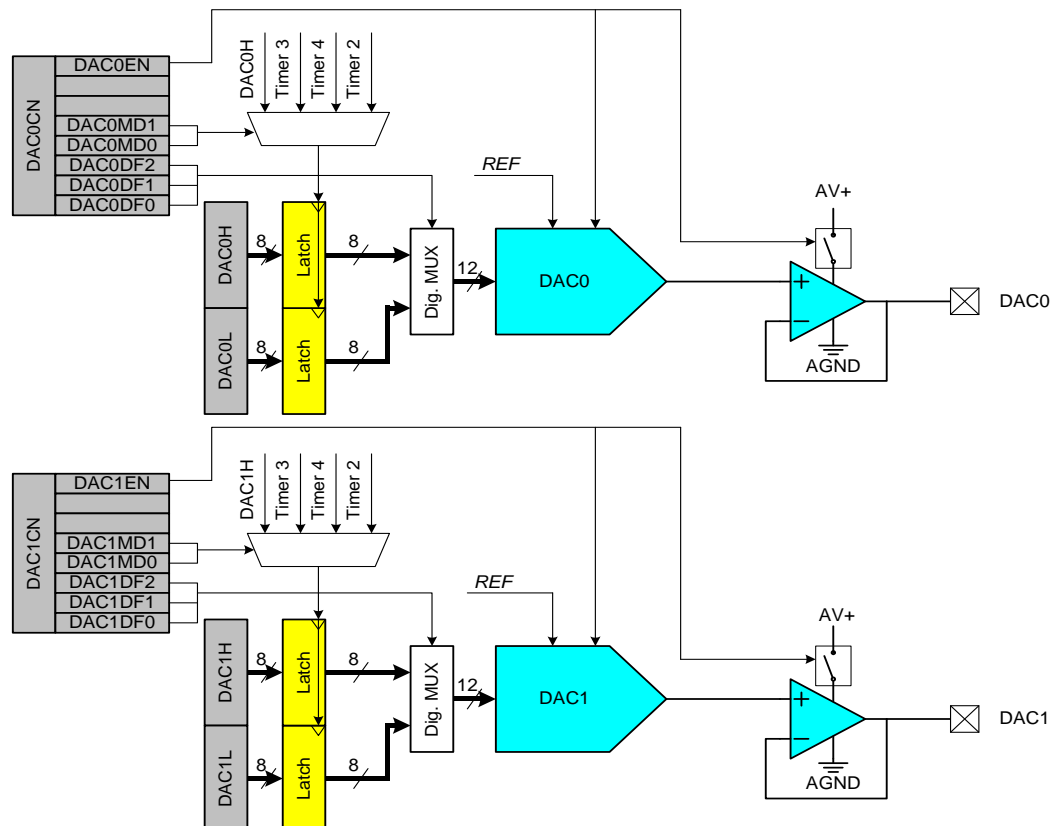 DAC0CN
DAC0EN
DAC0MD1
DAC0MD0
DAC0DF2
DAC0DF1
DAC0DF0
DAC0H
Timer 3
Timer 4
Timer 2
REF
AV+
DAC0H
8
Latch
8
Dig. MUX
12
DAC0
+
−
DAC0
DAC0L
8
Latch
8
AGND
DAC1CN
DAC1EN
DAC1MD1
DAC1MD0
DAC1DF2
DAC1DF1
DAC1DF0
DAC1H
Timer 3
Timer 4
Timer 2
REF
AV+
DAC1H
8
Latch
8
Dig. MUX
12
DAC1
+
−
DAC1
DAC1L
8
Latch
8
AGND